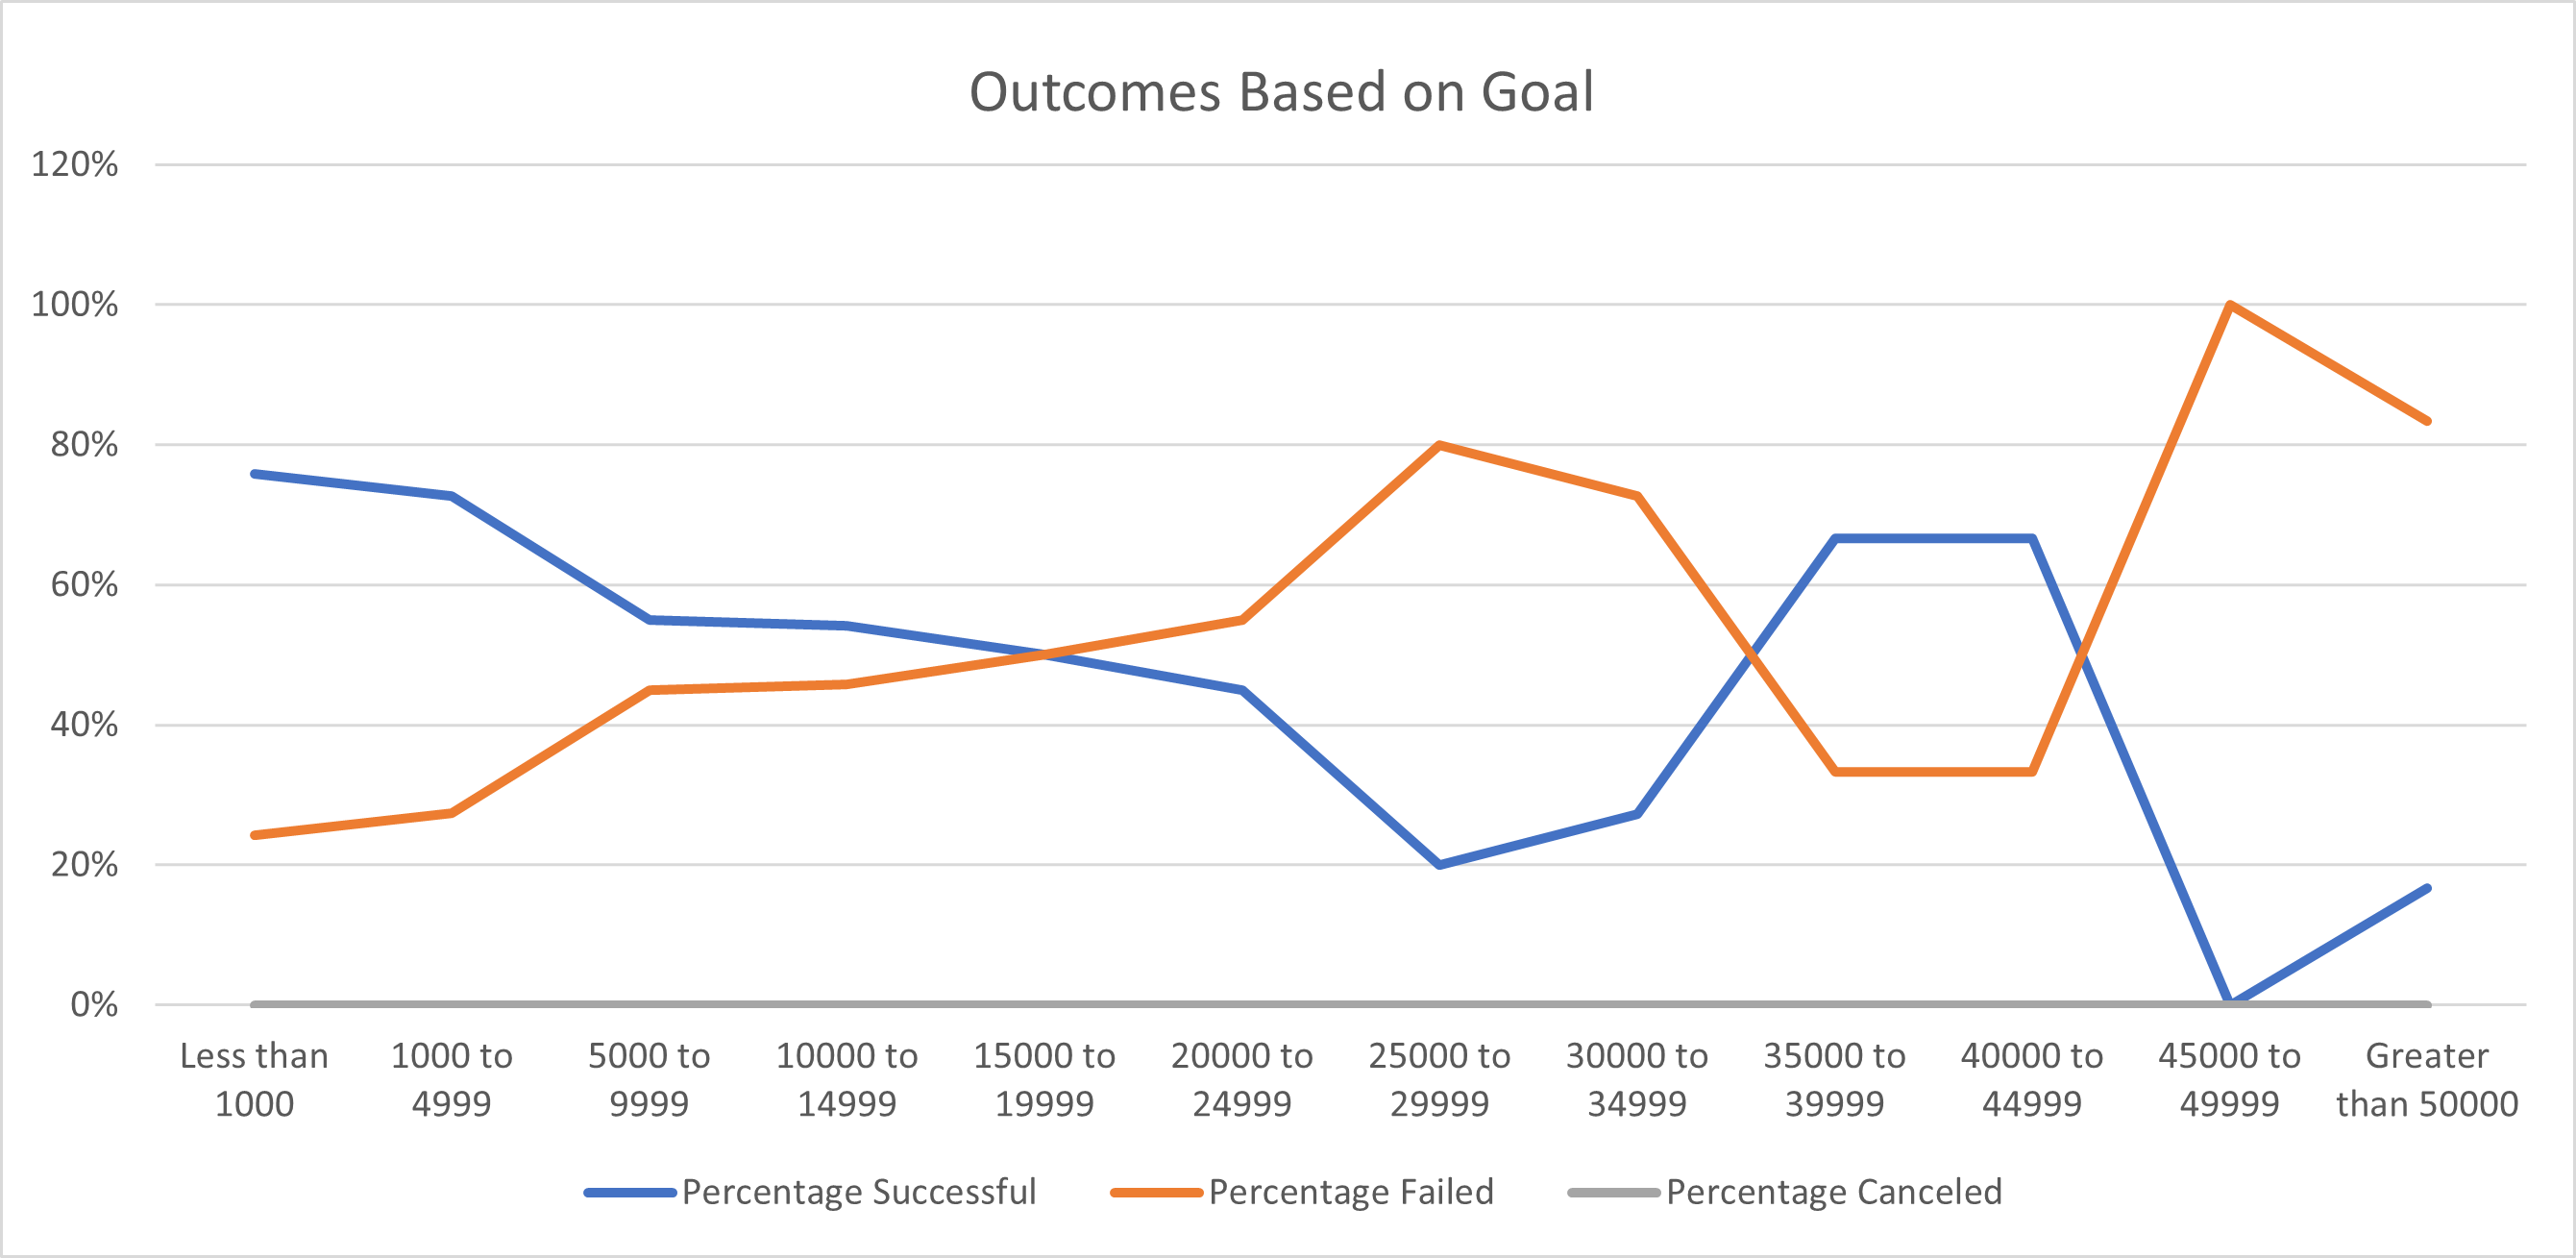 Outcomes Based on Goal
120%
100%
80%
60%
40%
20%
0%
Less than 1000 to 5000 to 10000 to 15000 to 20000 to 25000 to 30000 to 35000 to 40000 to 45000 to Greater
1000 4999 9999 14999 19999 24999 29999 34999 39999 44999 49999 than 50000
Percentage Successful Percentage Failed Percentage Canceled